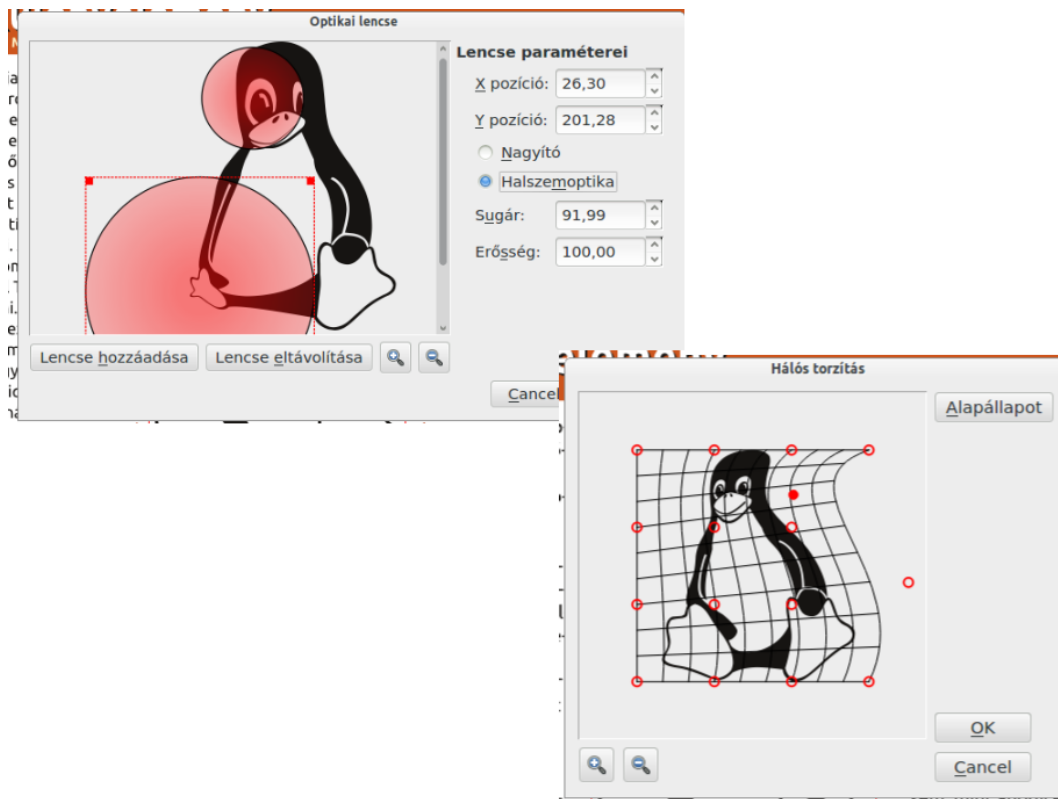 Optikai lencse
Lencse paraméterei
X pozíció: 26,30
Y pozíció: 201,28
Nagyító
Halszemoptika
Sugár: 91,99
Erősség: 100,00
Lencse hozzáadása Lencse eltávolítása
Cancel
Hálós torzítás
Alapállapot
OK
Cancel